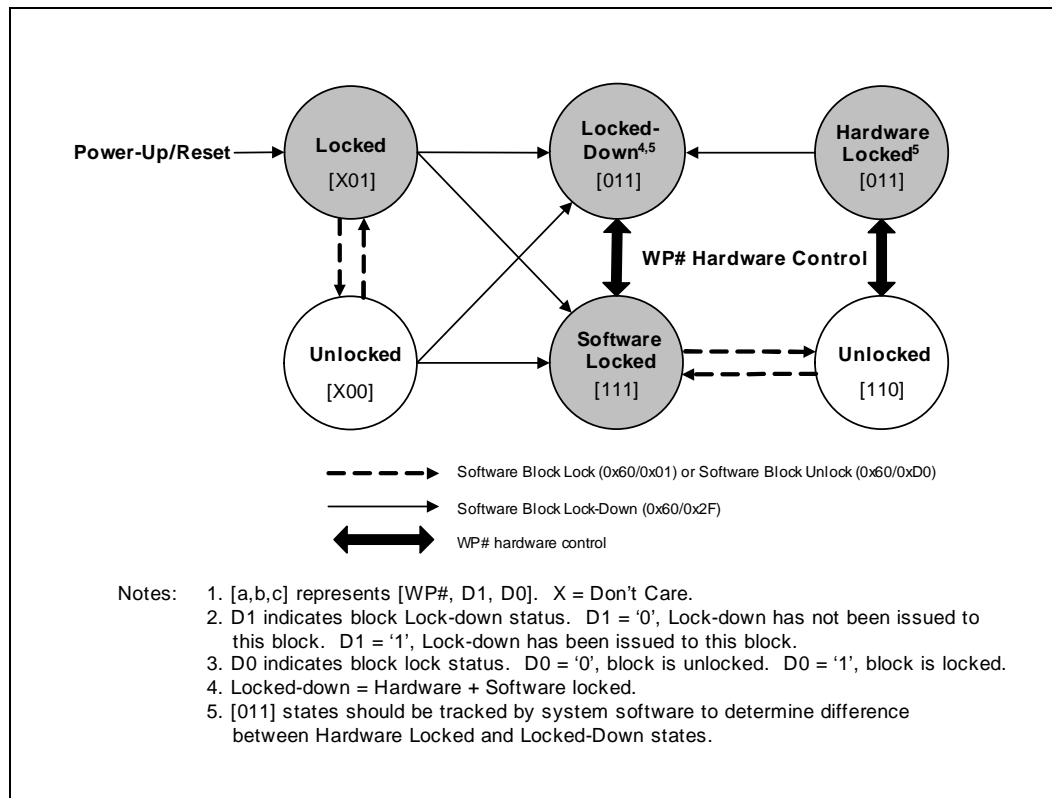 Power-Up/Reset
Locked
[X01]
Locked-
Down4,5
[011]
Hardware
Locked5
[011]
WP# Hardware Control
Unlocked
[X00]
Software
Locked
[111]
Unlocked
[110]
Software Block Lock (0x60/0x01) or Software Block Unlock (0x60/0xD0)
Software Block Lock-Down (0x60/0x2F)
WP# hardware control
Notes: 1. [a,b,c] represents [WP#, D1, D0]. X = Don’t Care.
2. D1 indicates block Lock-down status. D1 = ‘0’, Lock-down has not been issued to
this block. D1 = ‘1’, Lock-down has been issued to this block.
3. D0 indicates block lock status. D0 = ‘0’, block is unlocked. D0 = ‘1’, block is locked.
4. Locked-down = Hardware + Software locked.
5. [011] states should be tracked by system software to determine difference
between Hardware Locked and Locked-Down states.